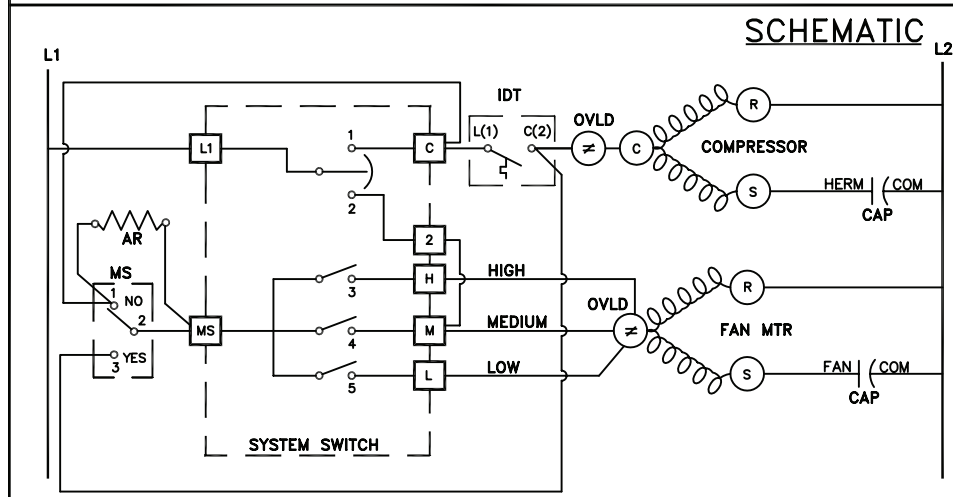 SCHEMATIC
L1
L2
IDT
L1
1
C
L(1)
C(2)
OVLD
≠
C
R
COMPRESSOR
S
HERM
COM
CAP
2
2
AR
MS
1
NO
2
3
YES
MS
3
H
HIGH
4
M
MEDIUM
5
L
LOW
OVLD
≠
R
FAN MTR
S
FAN
COM
CAP
SYSTEM SWITCH